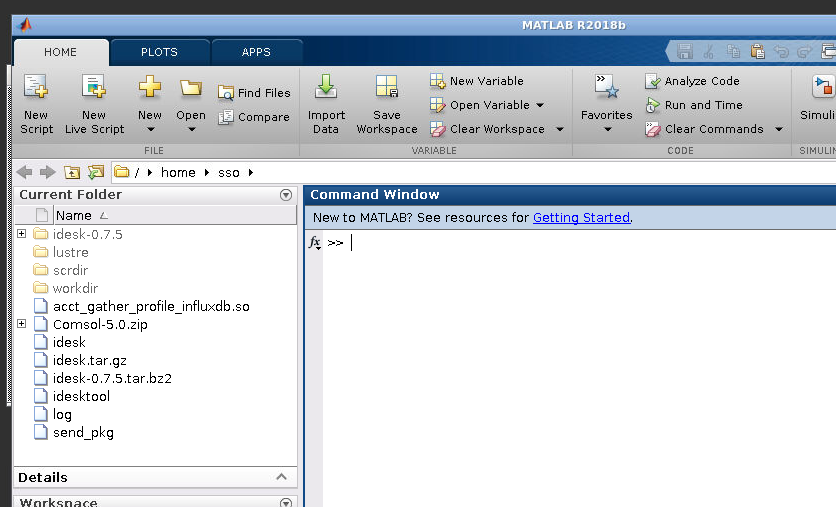 MATLAB R2018b
HOME PLOTS APPS
New Script
New Live Script
New
Open
Find Files
Compare
FILE
Import Data
Save Workspace
New Variable
Open Variable
Clear Workspace
VARIABLE
Favorites
Analyze Code
Run and Time
Clear Commands
CODE
/ home sso
Current Folder
Name
idesk-0.7.5
lustre
scrdir
workdir
acct_gather_profile_influxdb.so
Comsol-5.0.zip
idesk
idesk.tar.gz
idesk-0.7.5.tar.bz2
idesktool
log
send_pkg
Details
Workspace
Command Window
New to MATLAB? See resources for Getting Started.
fx >>